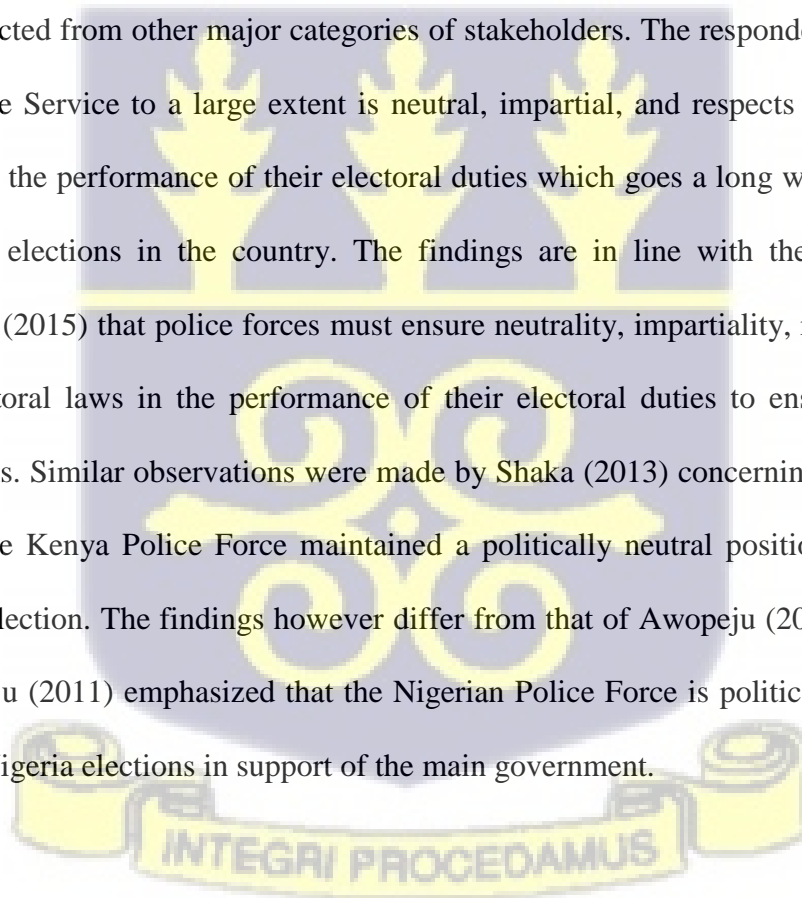 cted from other major categories of stakeholders. The responde
e Service to a large extent is neutral, impartial, and respects
the performance of their electoral duties which goes a long w
elections in the country. The findings are in line with the
(2015) that police forces must ensure neutrality, impartiality,
toral laws in the performance of their electoral duties to ens
s. Similar observations were made by Shaka (2013) concernin
e Kenya Police Force maintained a politically neutral positio
lection. The findings however differ from that of Awopeju (20
u (2011) emphasized that the Nigerian Police Force is politic
igeria elections in support of the main government.
INTEGRI PROCEDAMUS